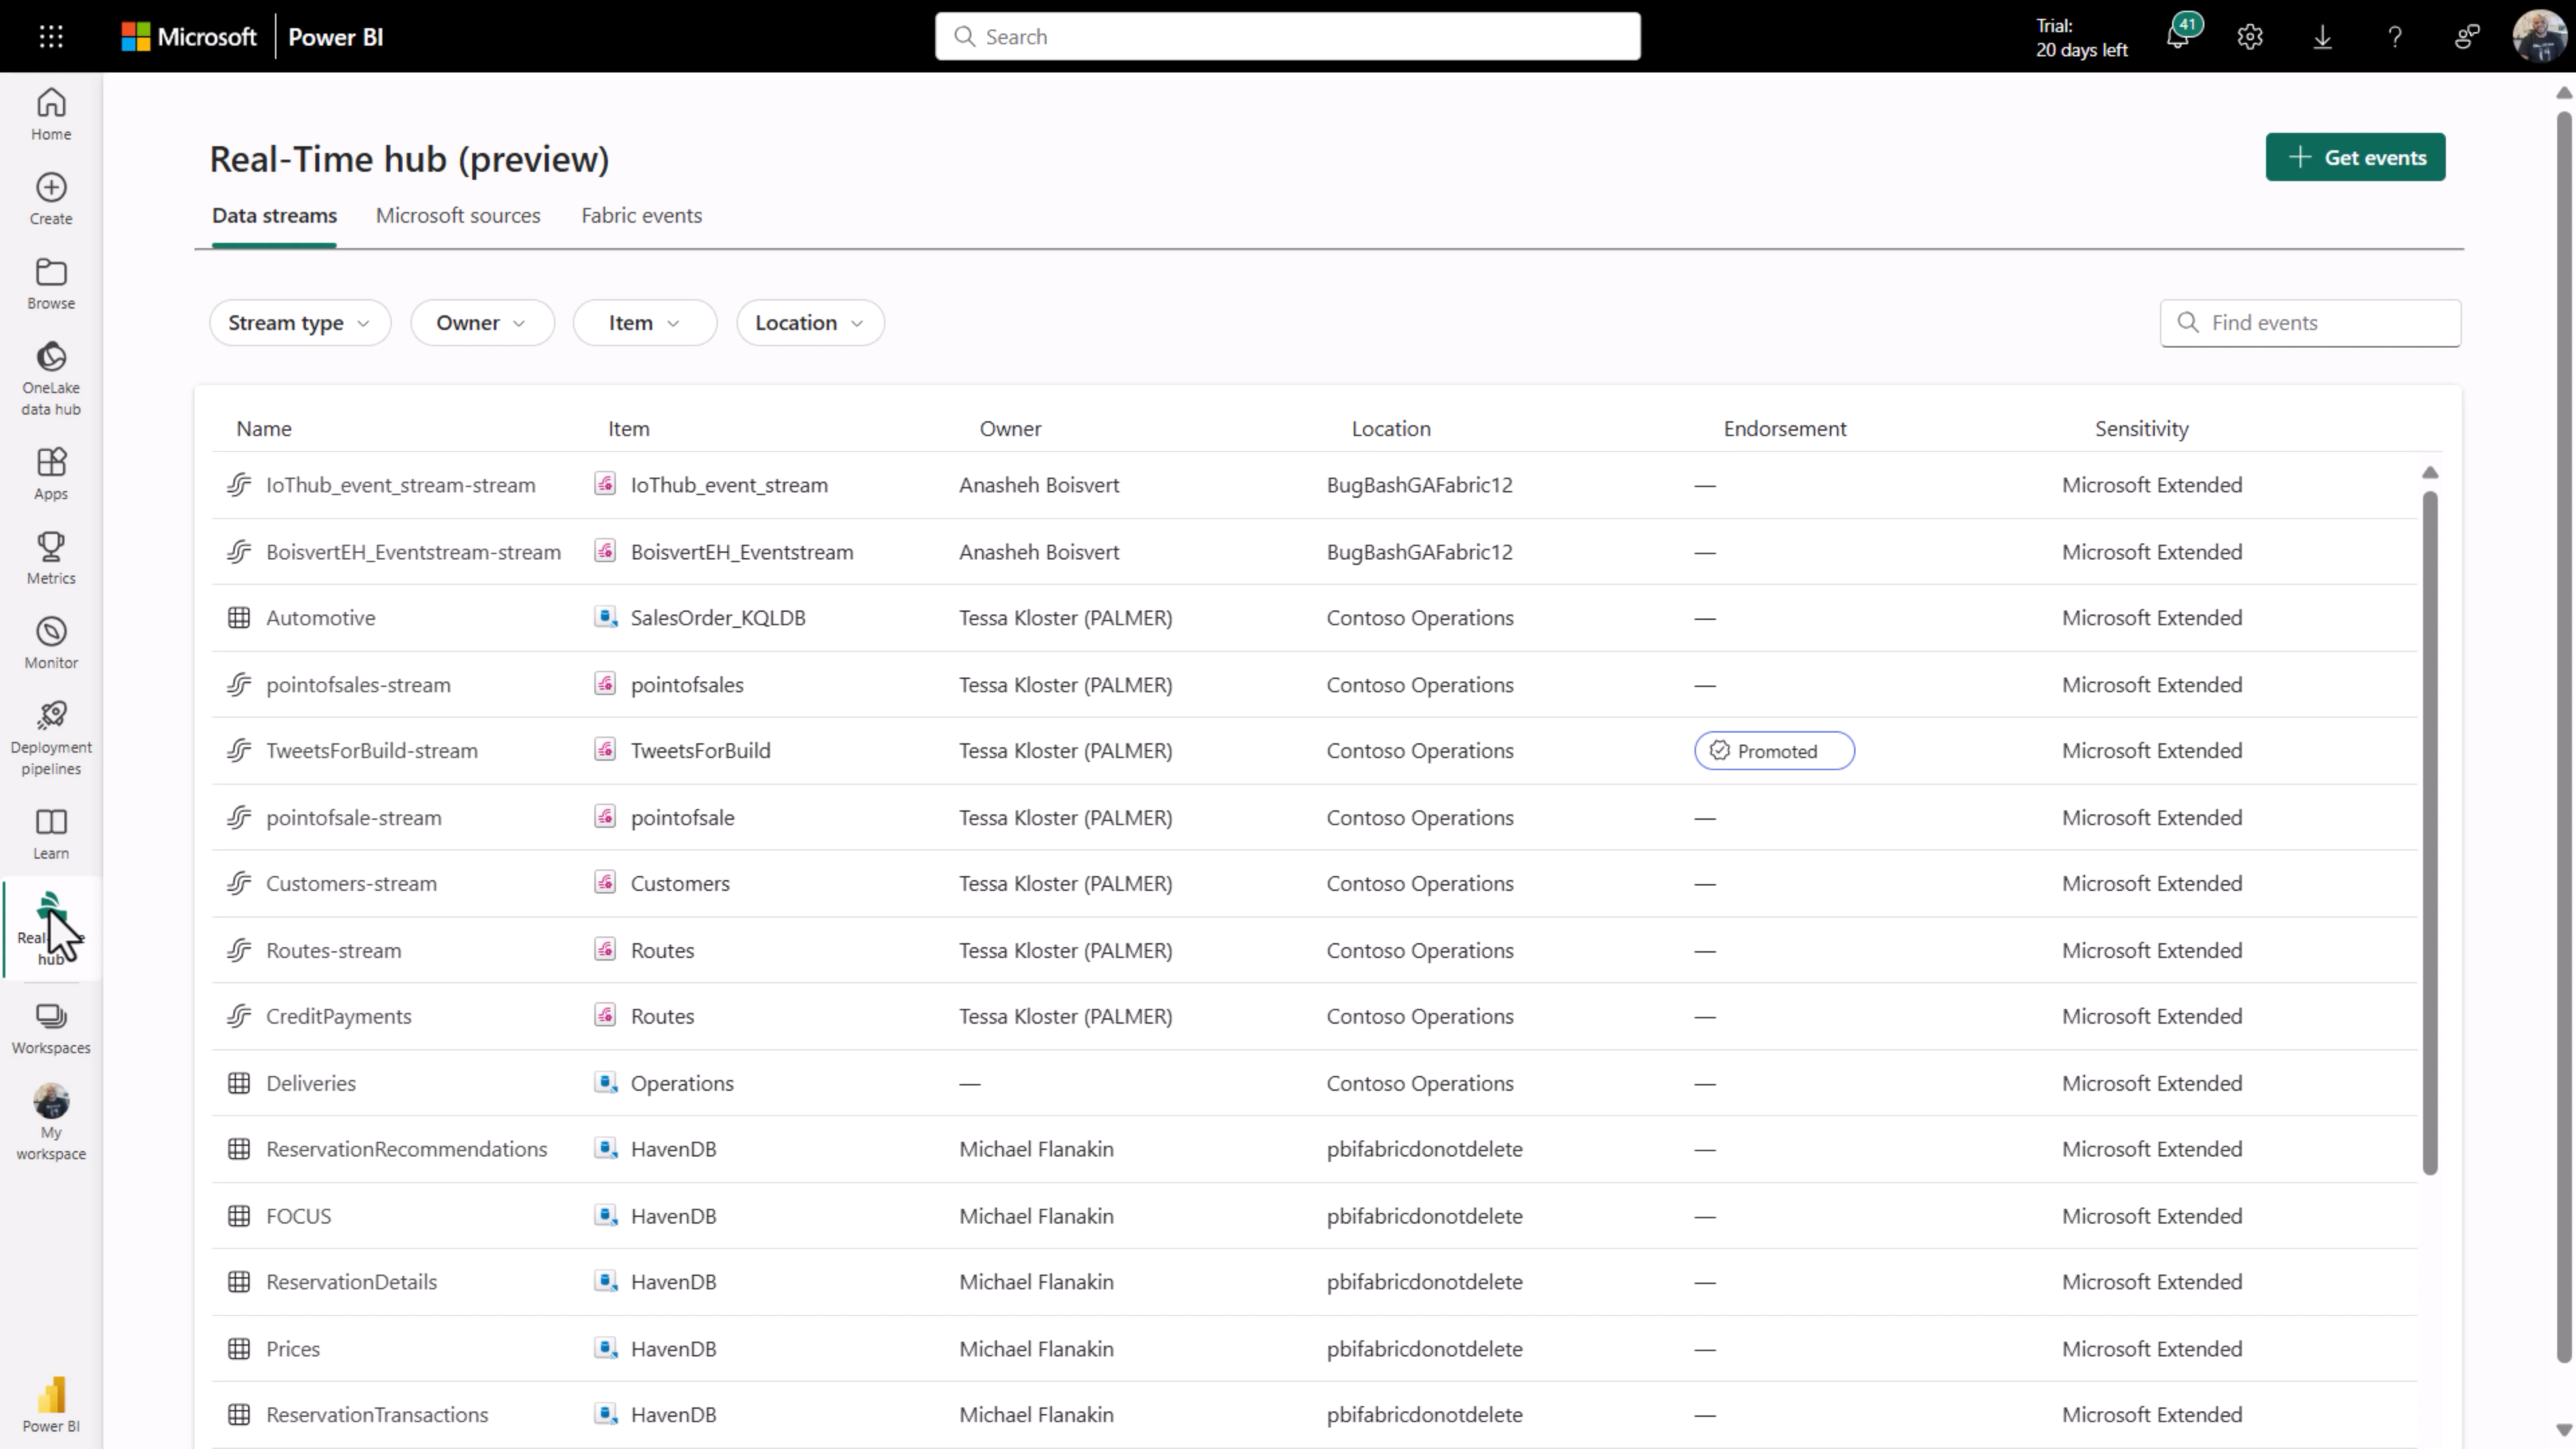 Microsoft Power BI
Search
Trial:
20 days left
41
Home
Create
Browse
OneLake
data hub
Apps
Metrics
Monitor
Deployment
pipelines
Learn
hub
Workspaces
My
workspace
Power BI
Real-Time hub (preview)
Get events
Data streams Microsoft sources Fabric events
Stream type Owner Item Location
Find events
Name Item Owner Location Endorsement Sensitivity
IoThub_event_stream-stream IoThub_event_stream Anasheh Boisvert BugBashGAFabric12 — Microsoft Extended
BoisvertEH_Eventstream-stream BoisvertEH_Eventstream Anasheh Boisvert BugBashGAFabric12 — Microsoft Extended
Automotive SalesOrder_KQLDB Tessa Kloster (PALMER) Contoso Operations — Microsoft Extended
pointofsales-stream pointofsales Tessa Kloster (PALMER) Contoso Operations — Microsoft Extended
TweetsForBuild-stream TweetsForBuild Tessa Kloster (PALMER) Contoso Operations Promoted Microsoft Extended
pointofsale-stream pointofsale Tessa Kloster (PALMER) Contoso Operations — Microsoft Extended
Customers-stream Customers Tessa Kloster (PALMER) Contoso Operations — Microsoft Extended
Routes-stream Routes Tessa Kloster (PALMER) Contoso Operations — Microsoft Extended
CreditPayments Routes Tessa Kloster (PALMER) Contoso Operations — Microsoft Extended
Deliveries Operations — Contoso Operations — Microsoft Extended
ReservationRecommendations HavenDB Michael Flanakin pbifabricdonotdelete — Microsoft Extended
FOCUS HavenDB Michael Flanakin pbifabricdonotdelete — Microsoft Extended
ReservationDetails HavenDB Michael Flanakin pbifabricdonotdelete — Microsoft Extended
Prices HavenDB Michael Flanakin pbifabricdonotdelete — Microsoft Extended
ReservationTransactions HavenDB Michael Flanakin pbifabricdonotdelete — Microsoft Extended